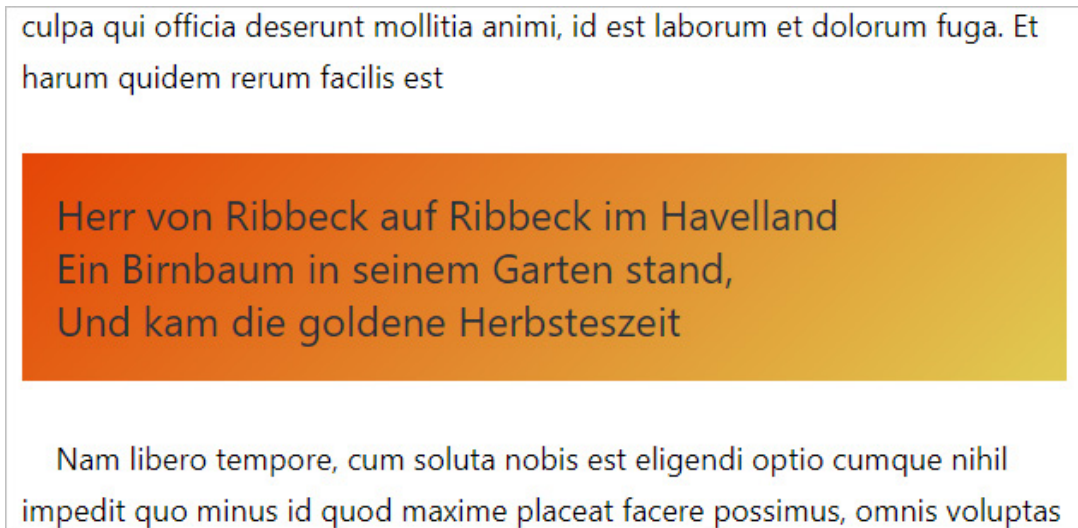 culpa qui officia deserunt mollitia animi, id est laborum et dolorum fuga. Et
harum quidem rerum facilis est
Herr von Ribbeck auf Ribbeck im Havelland
Ein Birnbaum in seinem Garten stand,
Und kam die goldene Herbsteszeit
Nam libero tempore, cum soluta nobis est eligendi optio cumque nihil
impedit quo minus id quod maxime placeat facere possimus, omnis voluptas